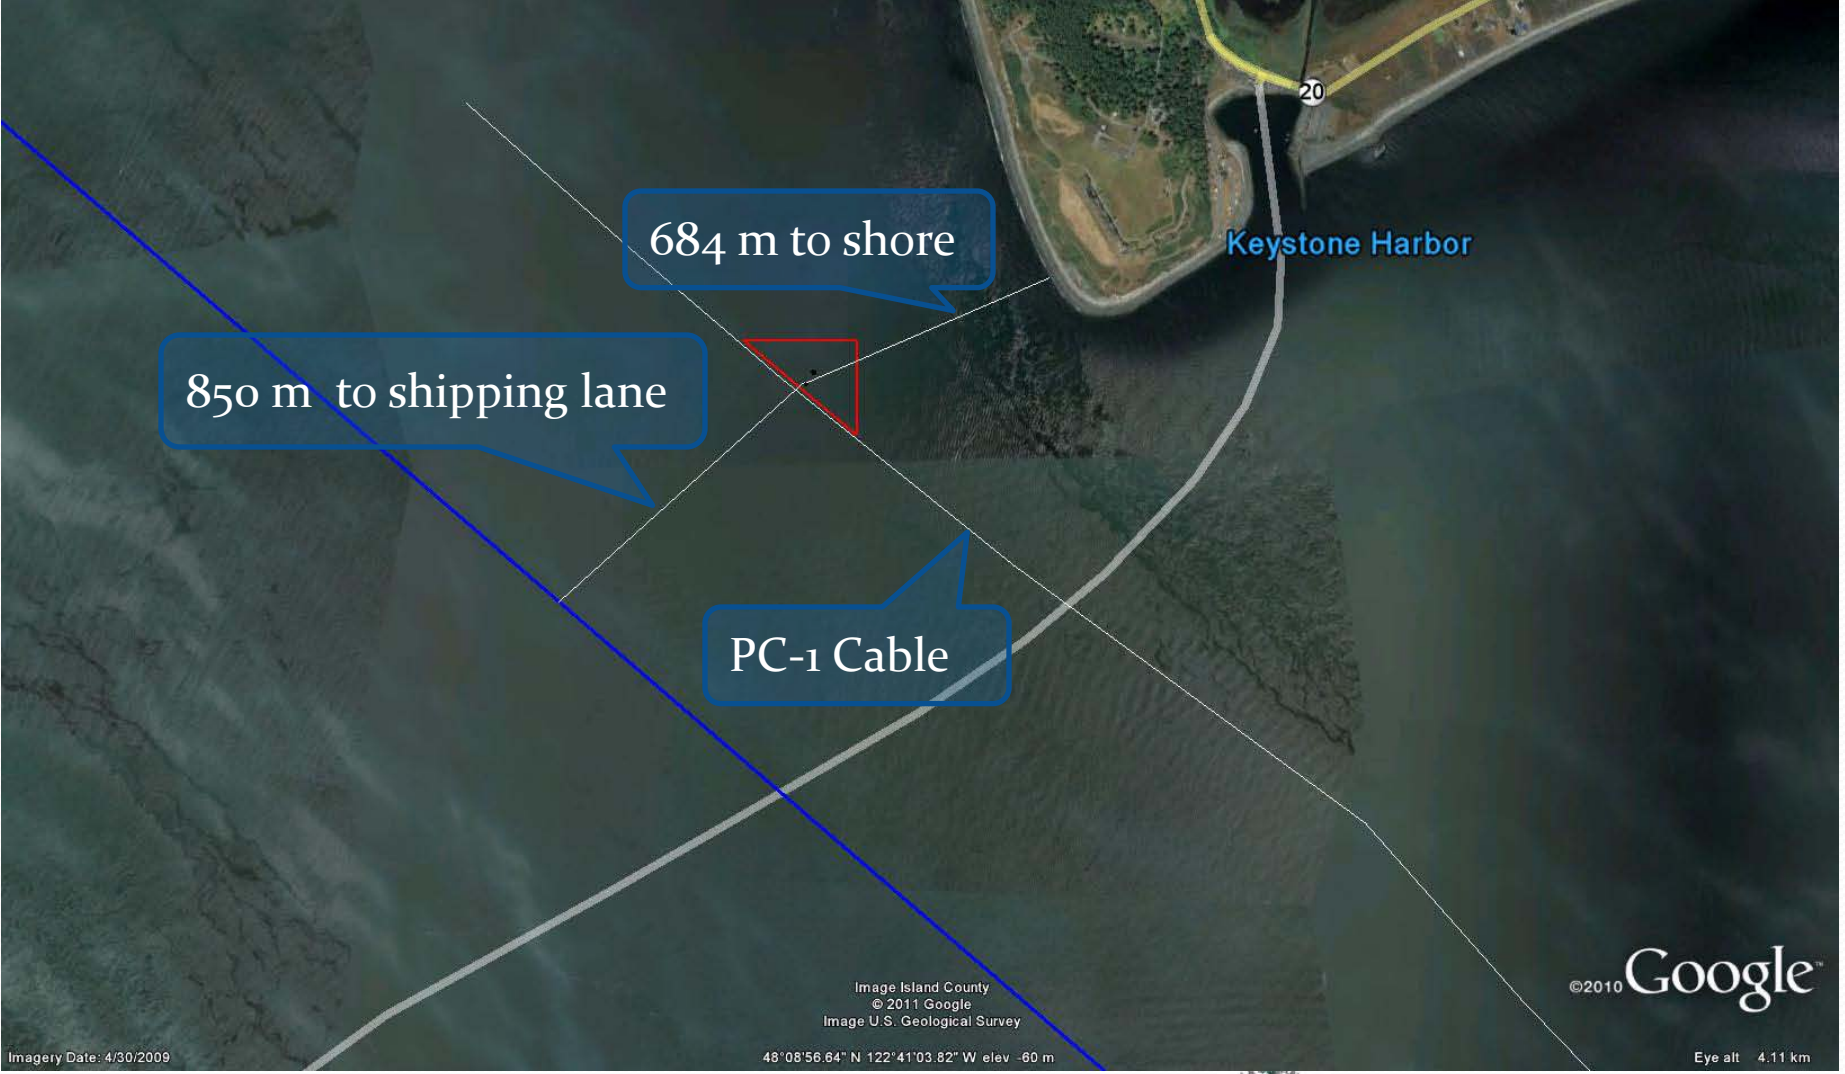 20
684 m to shore
Keystone Harbor
850 m  to shipping lane
PC-1 Cable
©2010 Google™
Image Island County
© 2011 Google
Image U.S. Geological Survey
Imagery Date: 4/30/2009
48°08'56.64" N 122°41'03.82" W elev -60 m
Eye alt 4.11 km